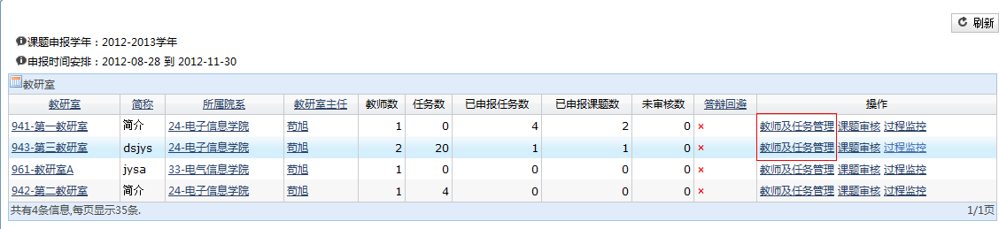 刷新
课题申报学年：2012-2013学年
申报时间安排：2012-08-28 到 2012-11-30
教研室
教研室 简称 所属院系 教研室主任 教师数 任务数 已申报任务数 已申报课题数 未审核数 答辩回避 操作
941-第一教研室 简介 24-电子信息学院 苟旭 1 0 4 2 0 × 教师及任务管理 课题审核 过程监控
943-第三教研室 dsjys 24-电子信息学院 苟旭 2 20 1 1 0 × 教师及任务管理 课题审核 过程监控
961-教研室A jysa 33-电气信息学院 苟旭 1 0 0 0 0 × 教师及任务管理 课题审核 过程监控
942-第二教研室 简介 24-电子信息学院 苟旭 1 4 0 0 0 × 教师及任务管理 课题审核 过程监控
共有4条信息,每页显示35条. 1/1页